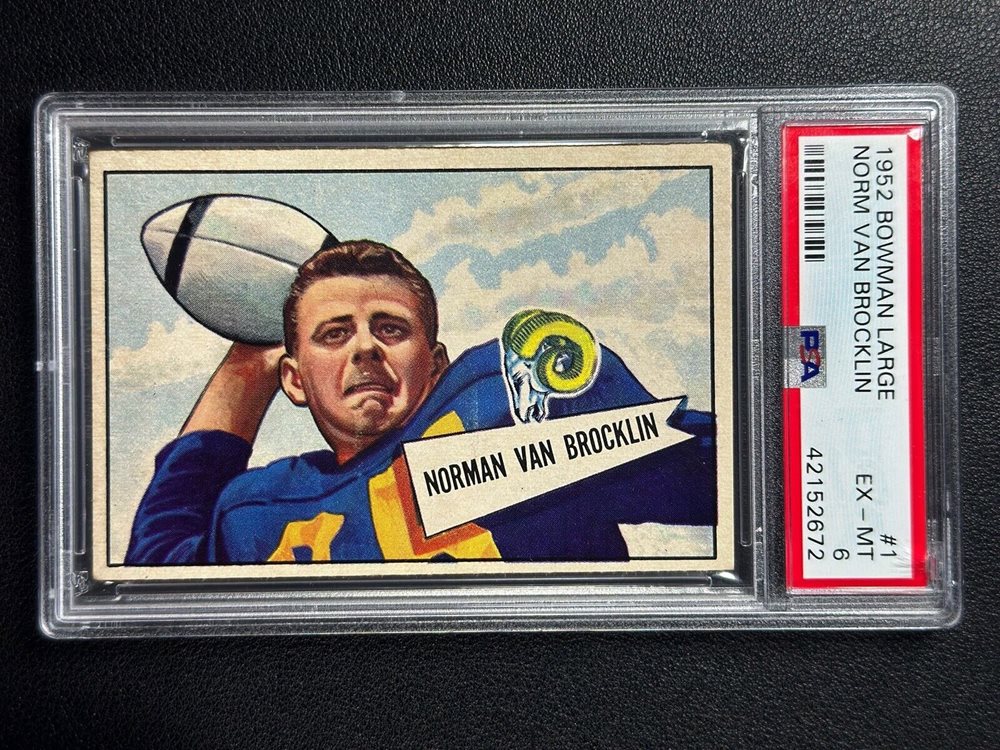 NORMAN VAN BROCKLIN
1952 BOWMAN LARGE #1
NORM VAN BROCKLIN EX - MT
PSA 6
42152672